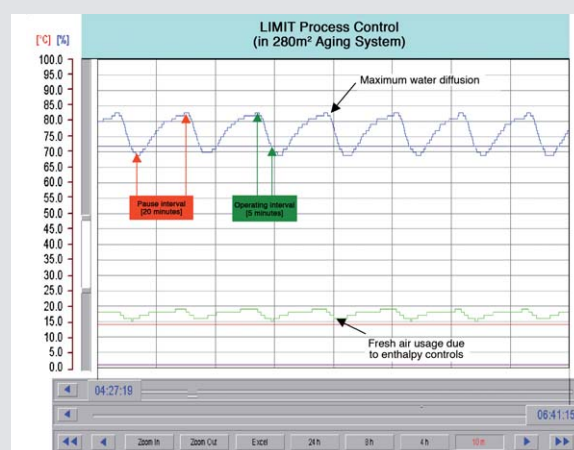 LIMIT Process Control
(in 280m² Aging System)
[°C] [%]
100.0
95.0
90.0
85.0
80.0
75.0
70.0
65.0
60.0
55.0
50.0
45.0
40.0
35.0
30.0
25.0
20.0
15.0
10.0
5.0
0.0
Maximum water diffusion
Pause interval
[20 minutes]
Operating interval
[5 minutes]
Fresh air usage due
to enthalpy controls
04:27:19
06:41:15
Zoom In
Zoom Out
Excel
24 h
8 h
4 h